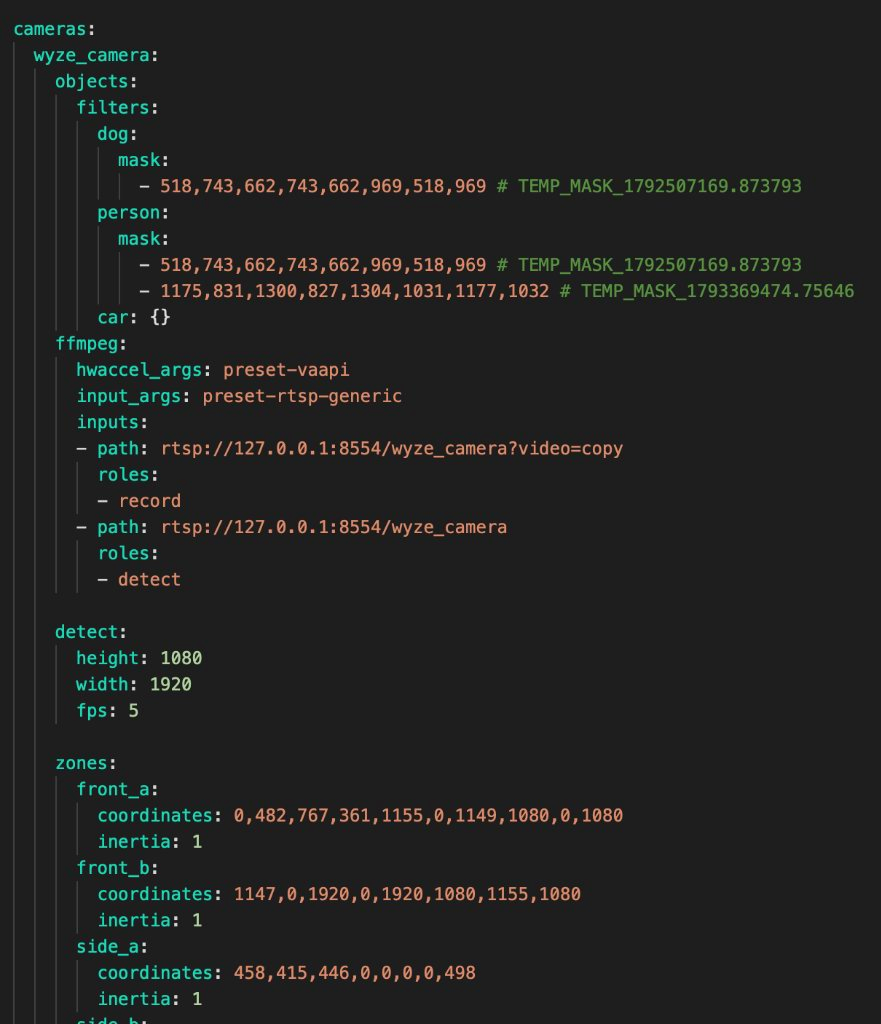 cameras:
  wyze_camera:
    objects:
      filters:
        dog:
          mask:
            - 518,743,662,743,662,969,518,969 # TEMP_MASK_1792507169.873793
        person:
          mask:
            - 518,743,662,743,662,969,518,969 # TEMP_MASK_1792507169.873793
            - 1175,831,1300,827,1304,1031,1177,1032 # TEMP_MASK_1793369474.75646
        car: {}
    ffmpeg:
      hwaccel_args: preset-vaapi
      input_args: preset-rtsp-generic
      inputs:
      - path: rtsp://127.0.0.1:8554/wyze_camera?video=copy
        roles:
        - record
      - path: rtsp://127.0.0.1:8554/wyze_camera
        roles:
        - detect
    detect:
      height: 1080
      width: 1920
      fps: 5
    zones:
      front_a:
        coordinates: 0,482,767,361,1155,0,1149,1080,0,1080
        inertia: 1
      front_b:
        coordinates: 1147,0,1920,0,1920,1080,1155,1080
        inertia: 1
      side_a:
        coordinates: 458,415,446,0,0,0,0,498
        inertia: 1
      side_b: